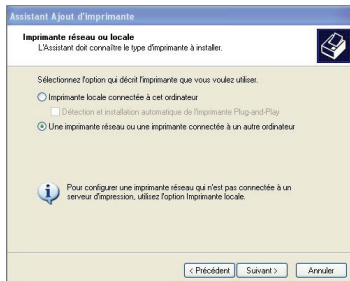 Assistant Ajout d'imprimante
Imprimante réseau ou locale
L'Assistant doit connaître le type d'imprimante à installer.
Sélectionnez l'option qui décrit l'imprimante que vous voulez utiliser.
Imprimante locale connectée à cet ordinateur
Détection et installation automatique de l'imprimante Plug-and-Play
Une imprimante réseau ou une imprimante connectée à un autre ordinateur
Pour configurer une imprimante réseau qui n'est pas connectée à un
serveur d'impression, utilisez l'option Imprimante locale.
< Précédent Suivant > Annuler